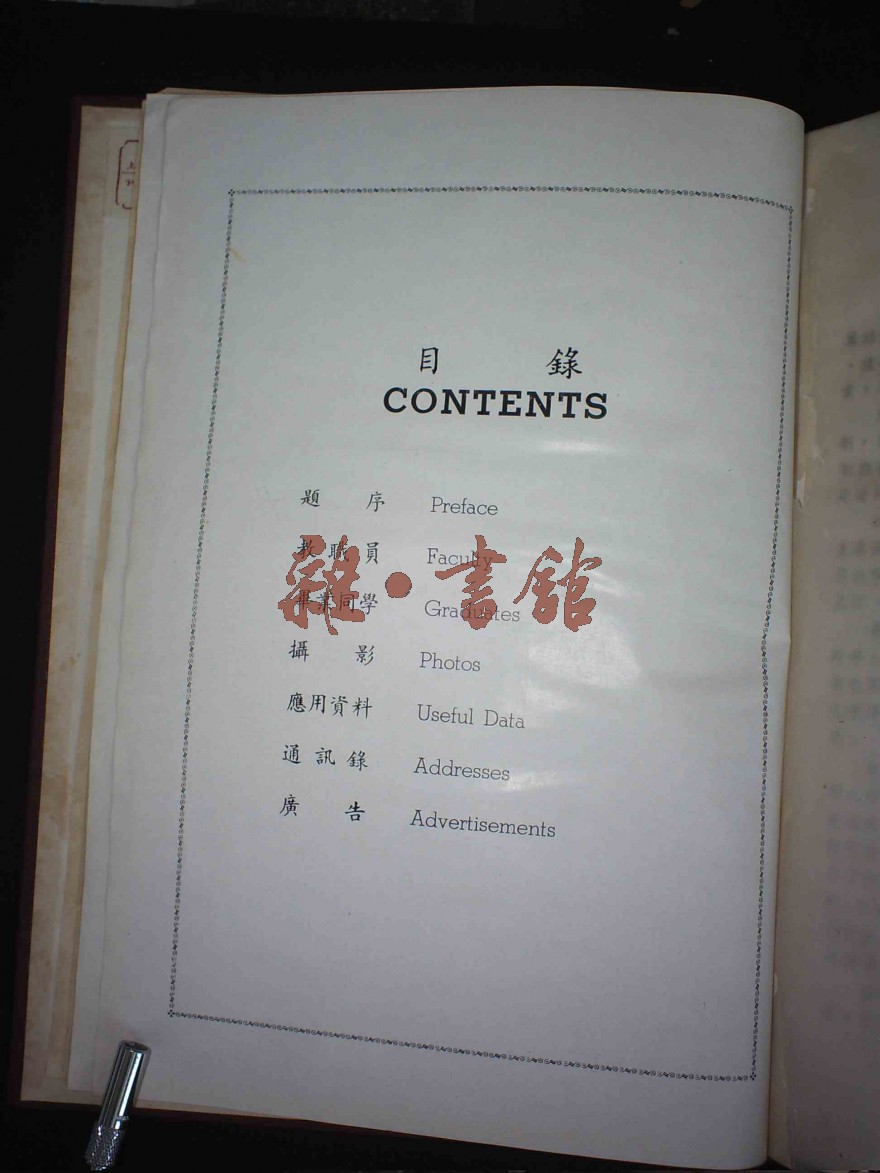 目 錄
CONTENTS
題 序 Preface
教職員 Faculty
雜·書館
畢業同學 Graduates
攝 影 Photos
應用資料 Useful Data
通訊錄 Addresses
廣 告 Advertisements